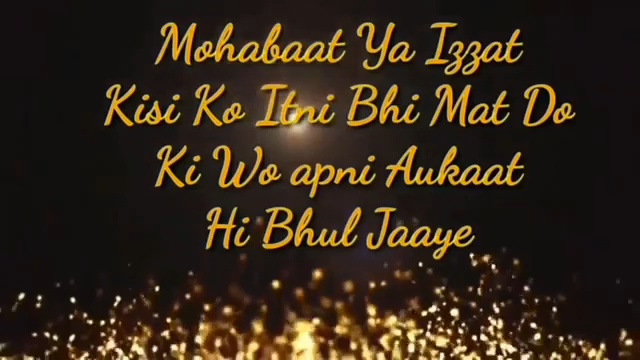 Mohabaat Ya Izzat
Kisi Ko Itni Bhi Mat Do
Ki Wo apni Aukaat
Hi Bhul Jaaye